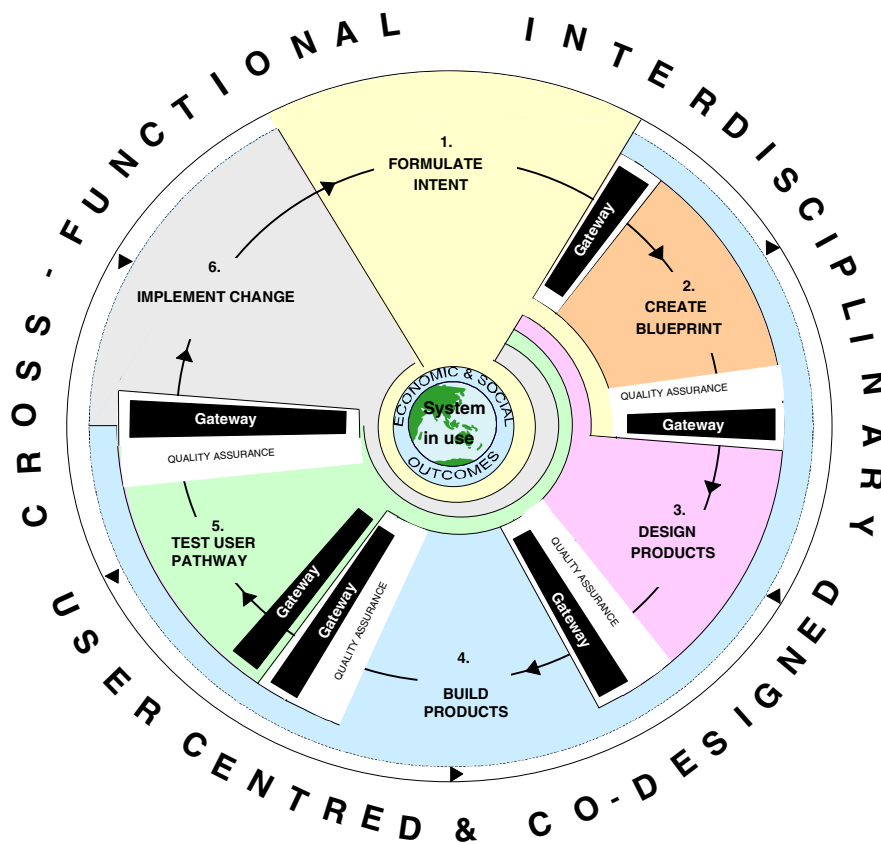 CROSS-FUNCTIONAL
INTERDISCIPLINARY
USER CENTRED & CO-DESIGNED
1.
FORMULATE
INTENT
Gateway
2.
CREATE
BLUEPRINT
QUALITY ASSURANCE
Gateway
3.
DESIGN
PRODUCTS
QUALITY ASSURANCE
Gateway
4.
BUILD
PRODUCTS
QUALITY ASSURANCE
Gateway
Gateway
5.
TEST USER
PATHWAY
QUALITY ASSURANCE
Gateway
6.
IMPLEMENT CHANGE
ECONOMIC & SOCIAL
System
in use
OUTCOMES